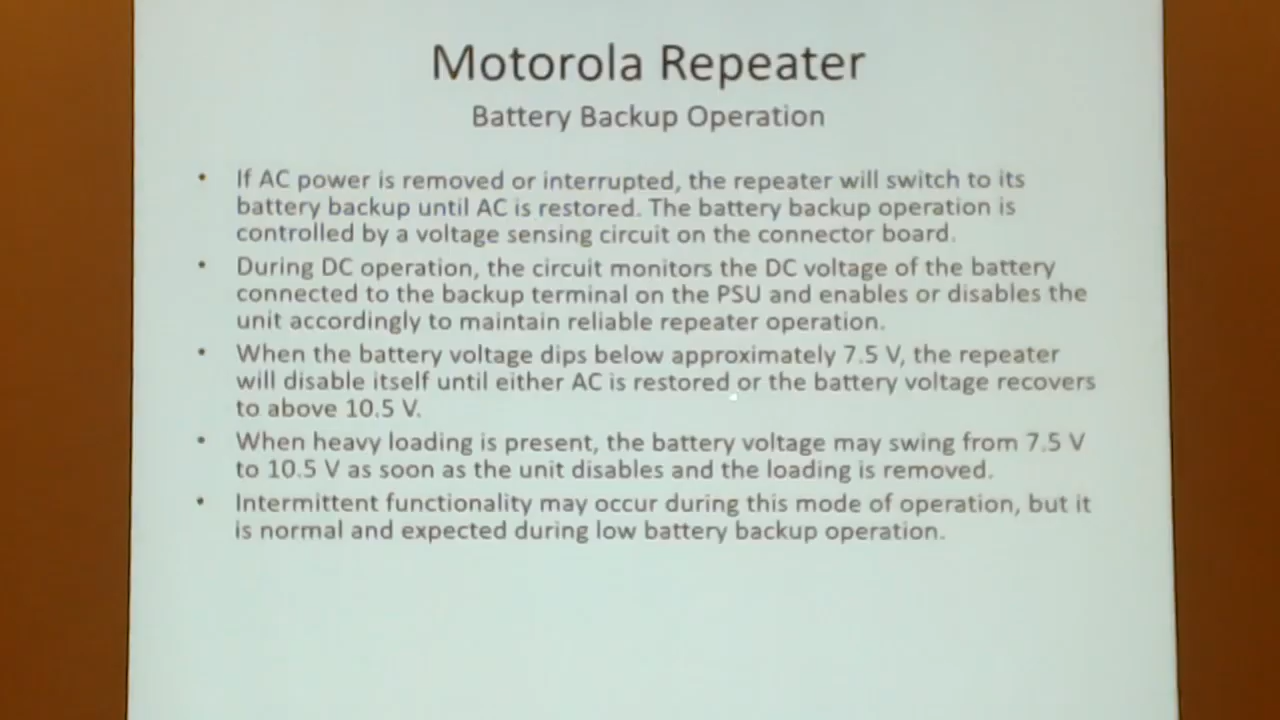 Motorola Repeater
Battery Backup Operation
• If AC power is removed or interrupted, the repeater will switch to its
battery backup until AC is restored. The battery backup operation is
controlled by a voltage sensing circuit on the connector board.
• During DC operation, the circuit monitors the DC voltage of the battery
connected to the backup terminal on the PSU and enables or disables the
unit accordingly to maintain reliable repeater operation.
• When the battery voltage dips below approximately 7.5 V, the repeater
will disable itself until either AC is restored or the battery voltage recovers
to above 10.5 V.
• When heavy loading is present, the battery voltage may swing from 7.5 V
to 10.5 V as soon as the unit disables and the loading is removed.
• Intermittent functionality may occur during this mode of operation, but it
is normal and expected during low battery backup operation.